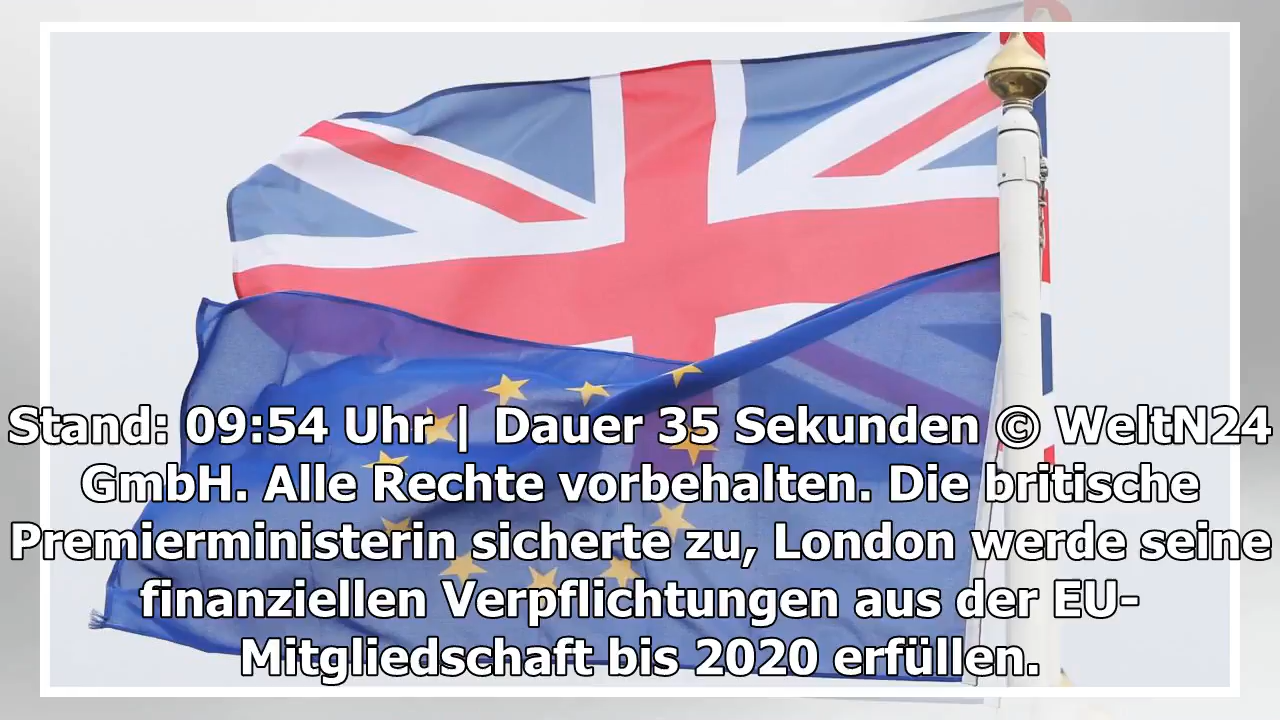 Stand: 09:54 Uhr | Dauer 35 Sekunden © WeltN24
GmbH. Alle Rechte vorbehalten. Die britische
Premierministerin sicherte zu, London werde seine
finanziellen Verpflichtungen aus der EU-
Mitgliedschaft bis 2020 erfüllen.